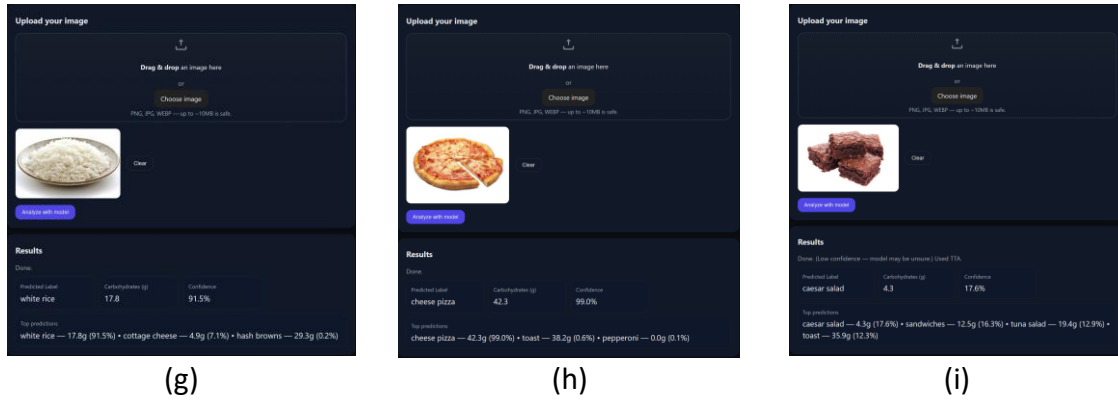 Upload your image
Drag & drop an image here
or
Choose image
PNG, JPG, WEBP — up to ~10MB is safe.
Clear
Analyze with model
Results
Done.
Predicted Label
white rice
Carbohydrates (g)
17.8
Confidence
91.5%
Top predictions
white rice — 17.8g (91.5%) • cottage cheese — 4.9g (7.1%) • hash browns — 29.3g (0.2%)
(g)
Upload your image
Drag & drop an image here
or
Choose image
PNG, JPG, WEBP — up to ~10MB is safe.
Clear
Analyze with model
Results
Done.
Predicted Label
cheese pizza
Carbohydrates (g)
42.3
Confidence
99.0%
Top predictions
cheese pizza — 42.3g (99.0%) • toast — 38.2g (0.6%) • pepperoni — 0.0g (0.1%)
(h)
Upload your image
Drag & drop an image here
or
Choose image
PNG, JPG, WEBP — up to ~10MB is safe.
Clear
Analyze with model
Results
Done. (Low confidence — model may be unsure.) Used TTA.
Predicted Label
caesar salad
Carbohydrates (g)
4.3
Confidence
17.6%
Top predictions
caesar salad — 4.3g (17.6%) • sandwiches — 12.5g (16.3%) • tuna salad — 19.4g (12.9%) •
toast — 35.9g (12.3%)
(i)